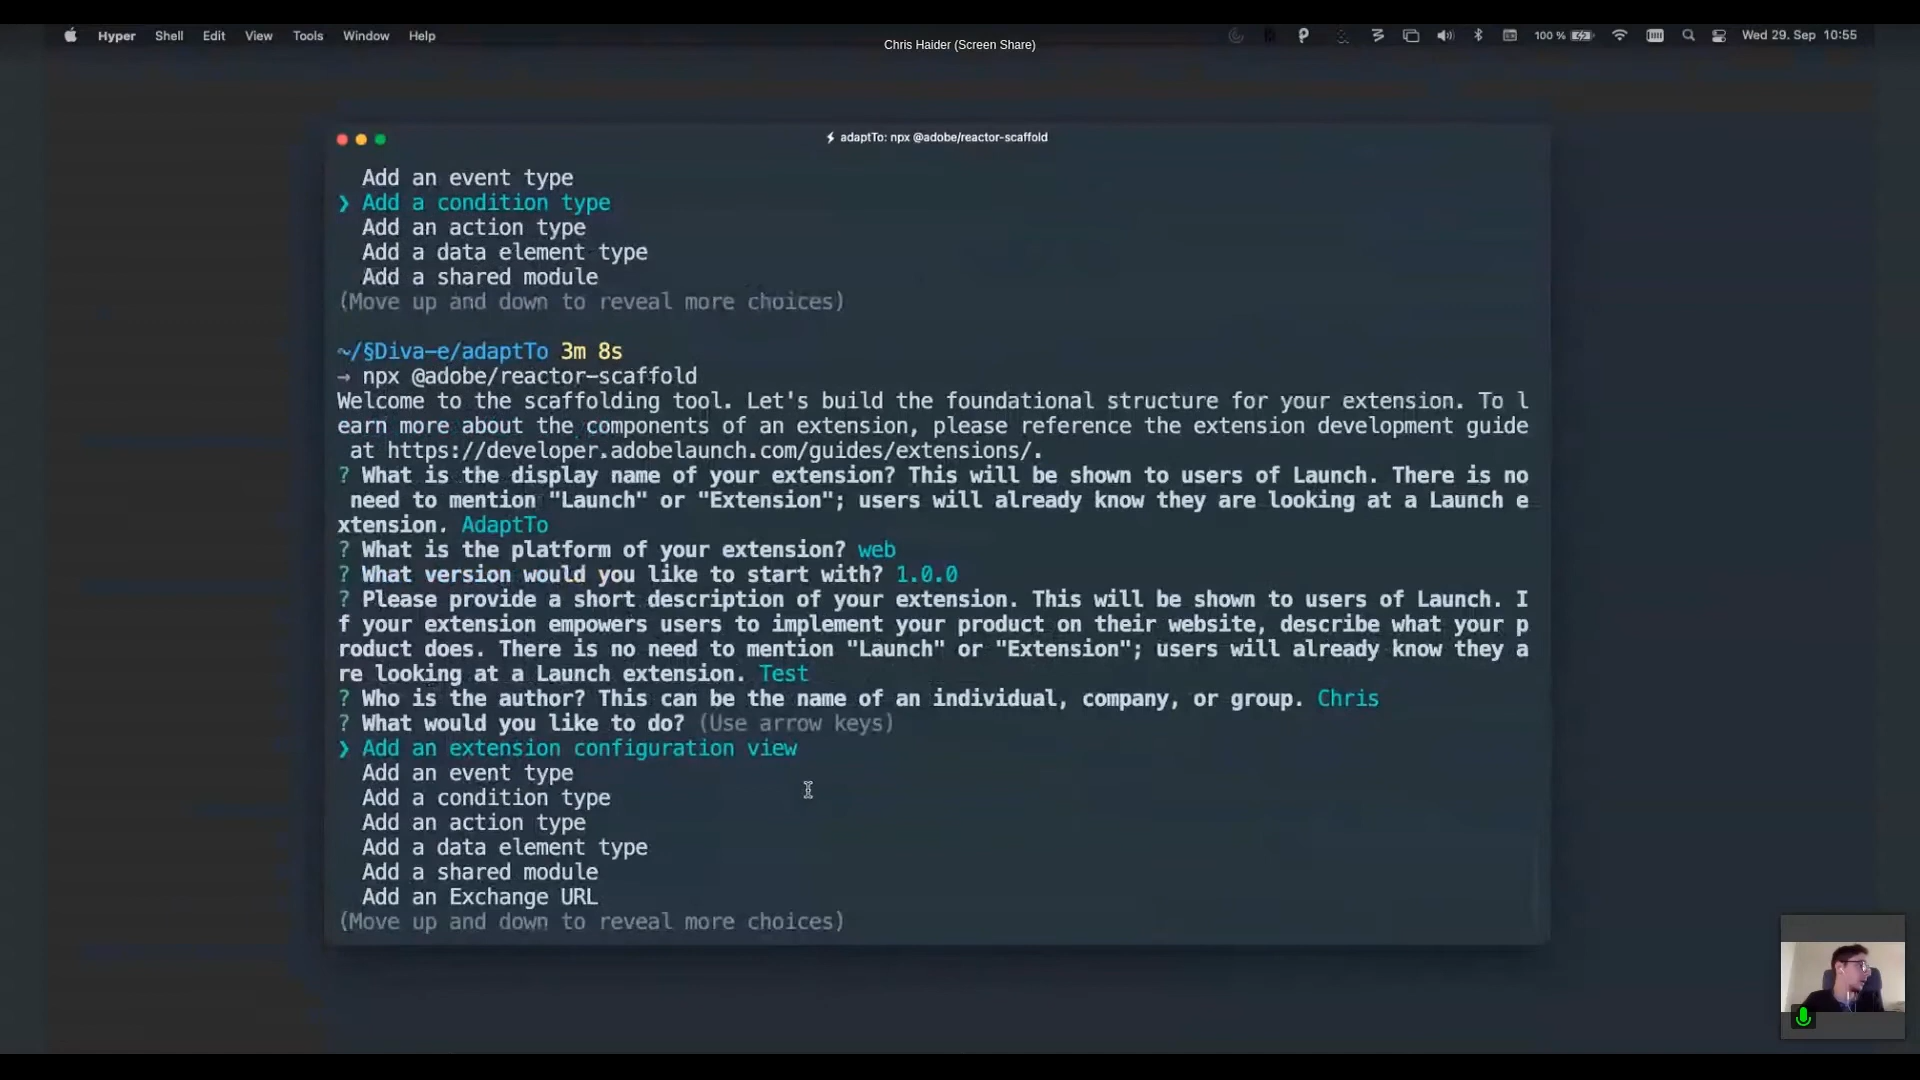 Hyper Shell Edit View Tools Window Help
Chris Haider (Screen Share)
100 % Wed 29. Sep 10:55
adaptTo: npx @adobe/reactor-scaffold
Add an event type
❯ Add a condition type
Add an action type
Add a data element type
Add a shared module
(Move up and down to reveal more choices)
~/§Diva-e/adaptTo 3m 8s
→ npx @adobe/reactor-scaffold
Welcome to the scaffolding tool. Let's build the foundational structure for your extension. To l
earn more about the components of an extension, please reference the extension development guide
at https://developer.adobelaunch.com/guides/extensions/.
? What is the display name of your extension? This will be shown to users of Launch. There is no
need to mention "Launch" or "Extension"; users will already know they are looking at a Launch e
xtension. AdaptTo
? What is the platform of your extension? web
? What version would you like to start with? 1.0.0
? Please provide a short description of your extension. This will be shown to users of Launch. I
f your extension empowers users to implement your product on their website, describe what your p
roduct does. There is no need to mention "Launch" or "Extension"; users will already know they a
re looking at a Launch extension. Test
? Who is the author? This can be the name of an individual, company, or group. Chris
? What would you like to do? (Use arrow keys)
❯ Add an extension configuration view
Add an event type
Add a condition type
Add an action type
Add a data element type
Add a shared module
Add an Exchange URL
(Move up and down to reveal more choices)